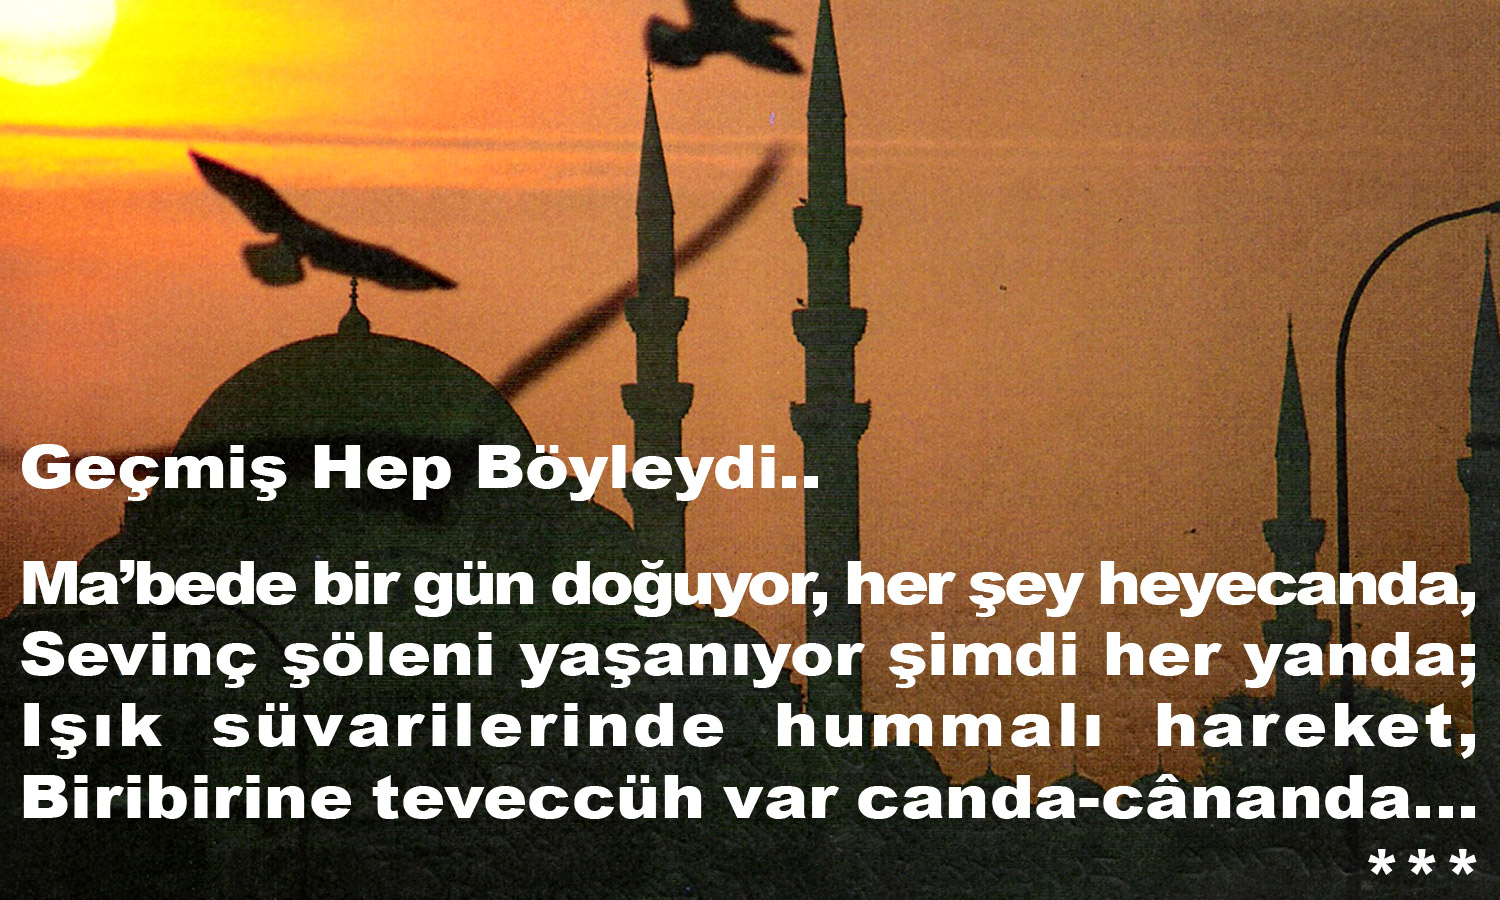 Geçmiş Hep Böyleydi..
Ma’bede bir gün doğuyor, her şey heyecanda,
Sevinç şöleni yaşanıyor şimdi her yanda;
Işık süvarilerinde hummalı hareket,
Biribirine teveccüh var canda-cânanda...
***